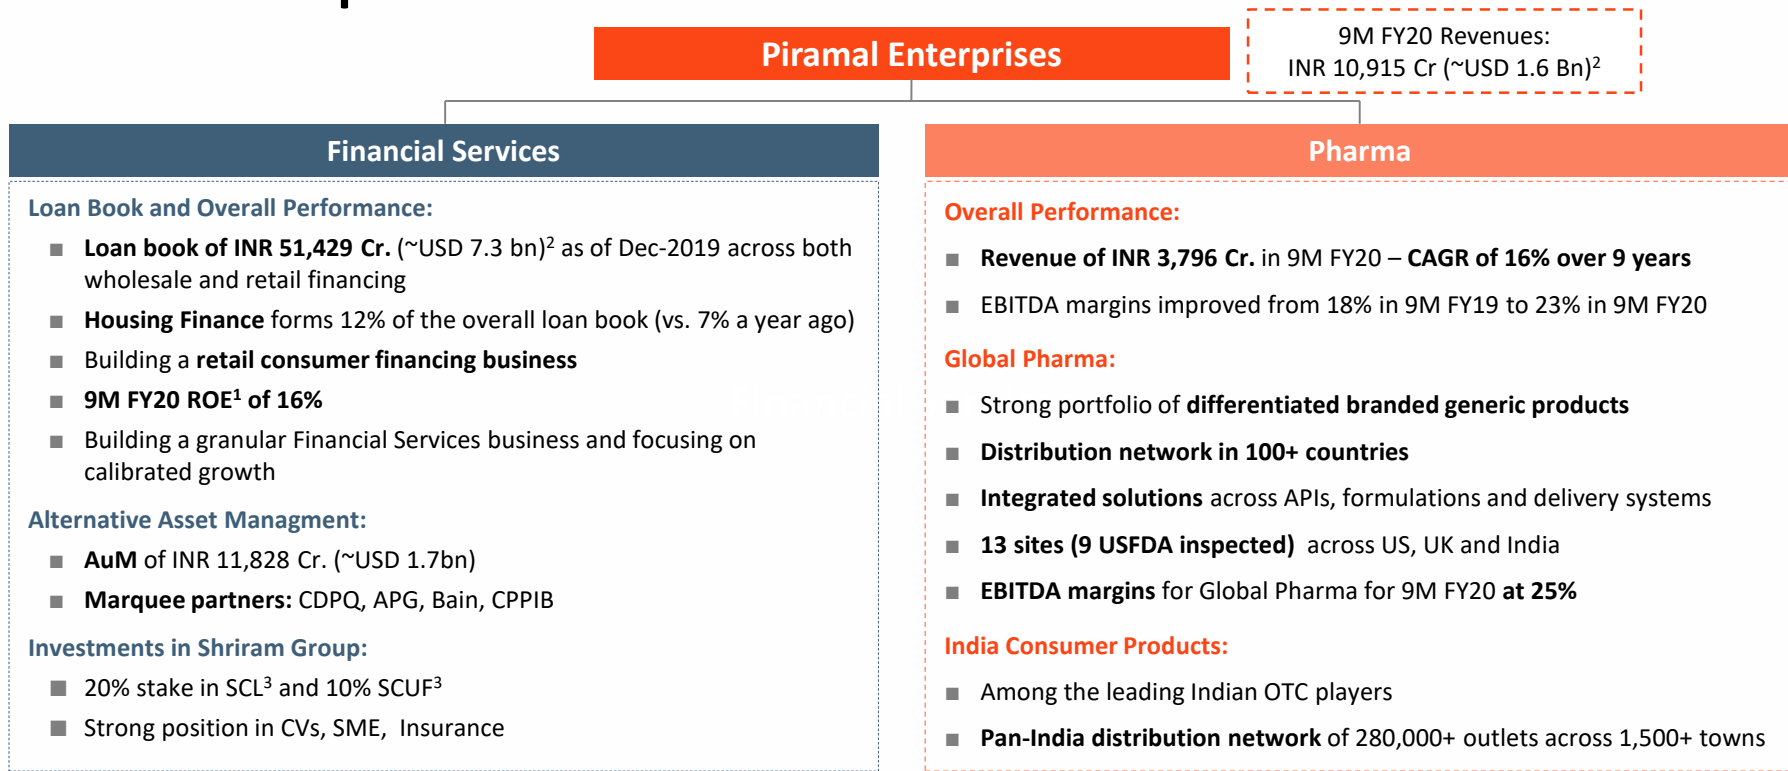 Piramal Enterprises
9M FY20 Revenues:
INR 10,915 Cr (~USD 1.6 Bn)2
Financial Services
Loan Book and Overall Performance:
■ Loan book of INR 51,429 Cr. (~USD 7.3 bn)2 as of Dec-2019 across both
wholesale and retail financing
■ Housing Finance forms 12% of the overall loan book (vs. 7% a year ago)
■ Building a retail consumer financing business
■ 9M FY20 ROE1 of 16%
■ Building a granular Financial Services business and focusing on
calibrated growth
Alternative Asset Managment:
■ AuM of INR 11,828 Cr. (~USD 1.7bn)
■ Marquee partners: CDPQ, APG, Bain, CPPIB
Investments in Shriram Group:
■ 20% stake in SCL3 and 10% SCUF3
■ Strong position in CVs, SME, Insurance
Pharma
Overall Performance:
■ Revenue of INR 3,796 Cr. in 9M FY20 – CAGR of 16% over 9 years
■ EBITDA margins improved from 18% in 9M FY19 to 23% in 9M FY20
Global Pharma:
■ Strong portfolio of differentiated branded generic products
■ Distribution network in 100+ countries
■ Integrated solutions across APIs, formulations and delivery systems
■ 13 sites (9 USFDA inspected) across US, UK and India
■ EBITDA margins for Global Pharma for 9M FY20 at 25%
India Consumer Products:
■ Among the leading Indian OTC players
■ Pan-India distribution network of 280,000+ outlets across 1,500+ towns